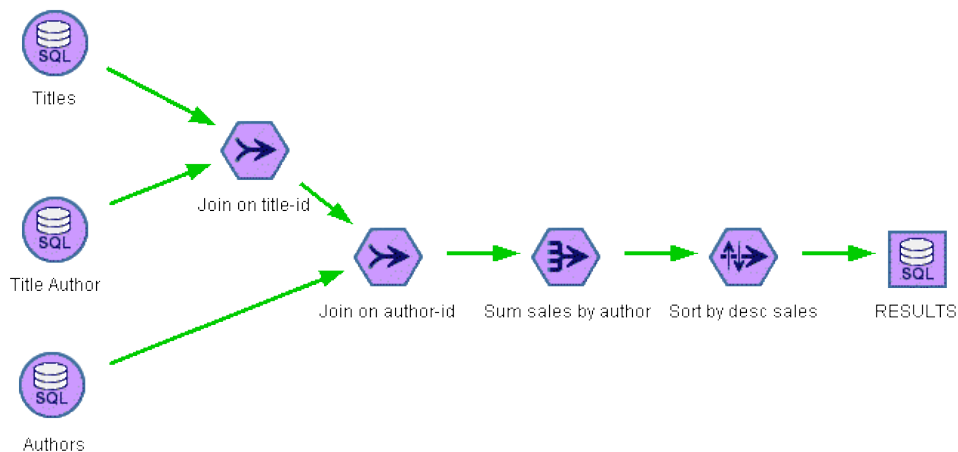 SQL
Titles
Join on title-id
SQL
Title Author
Join on author-id
Sum sales by author
Sort by desc sales
SQL
RESULTS
SQL
Authors